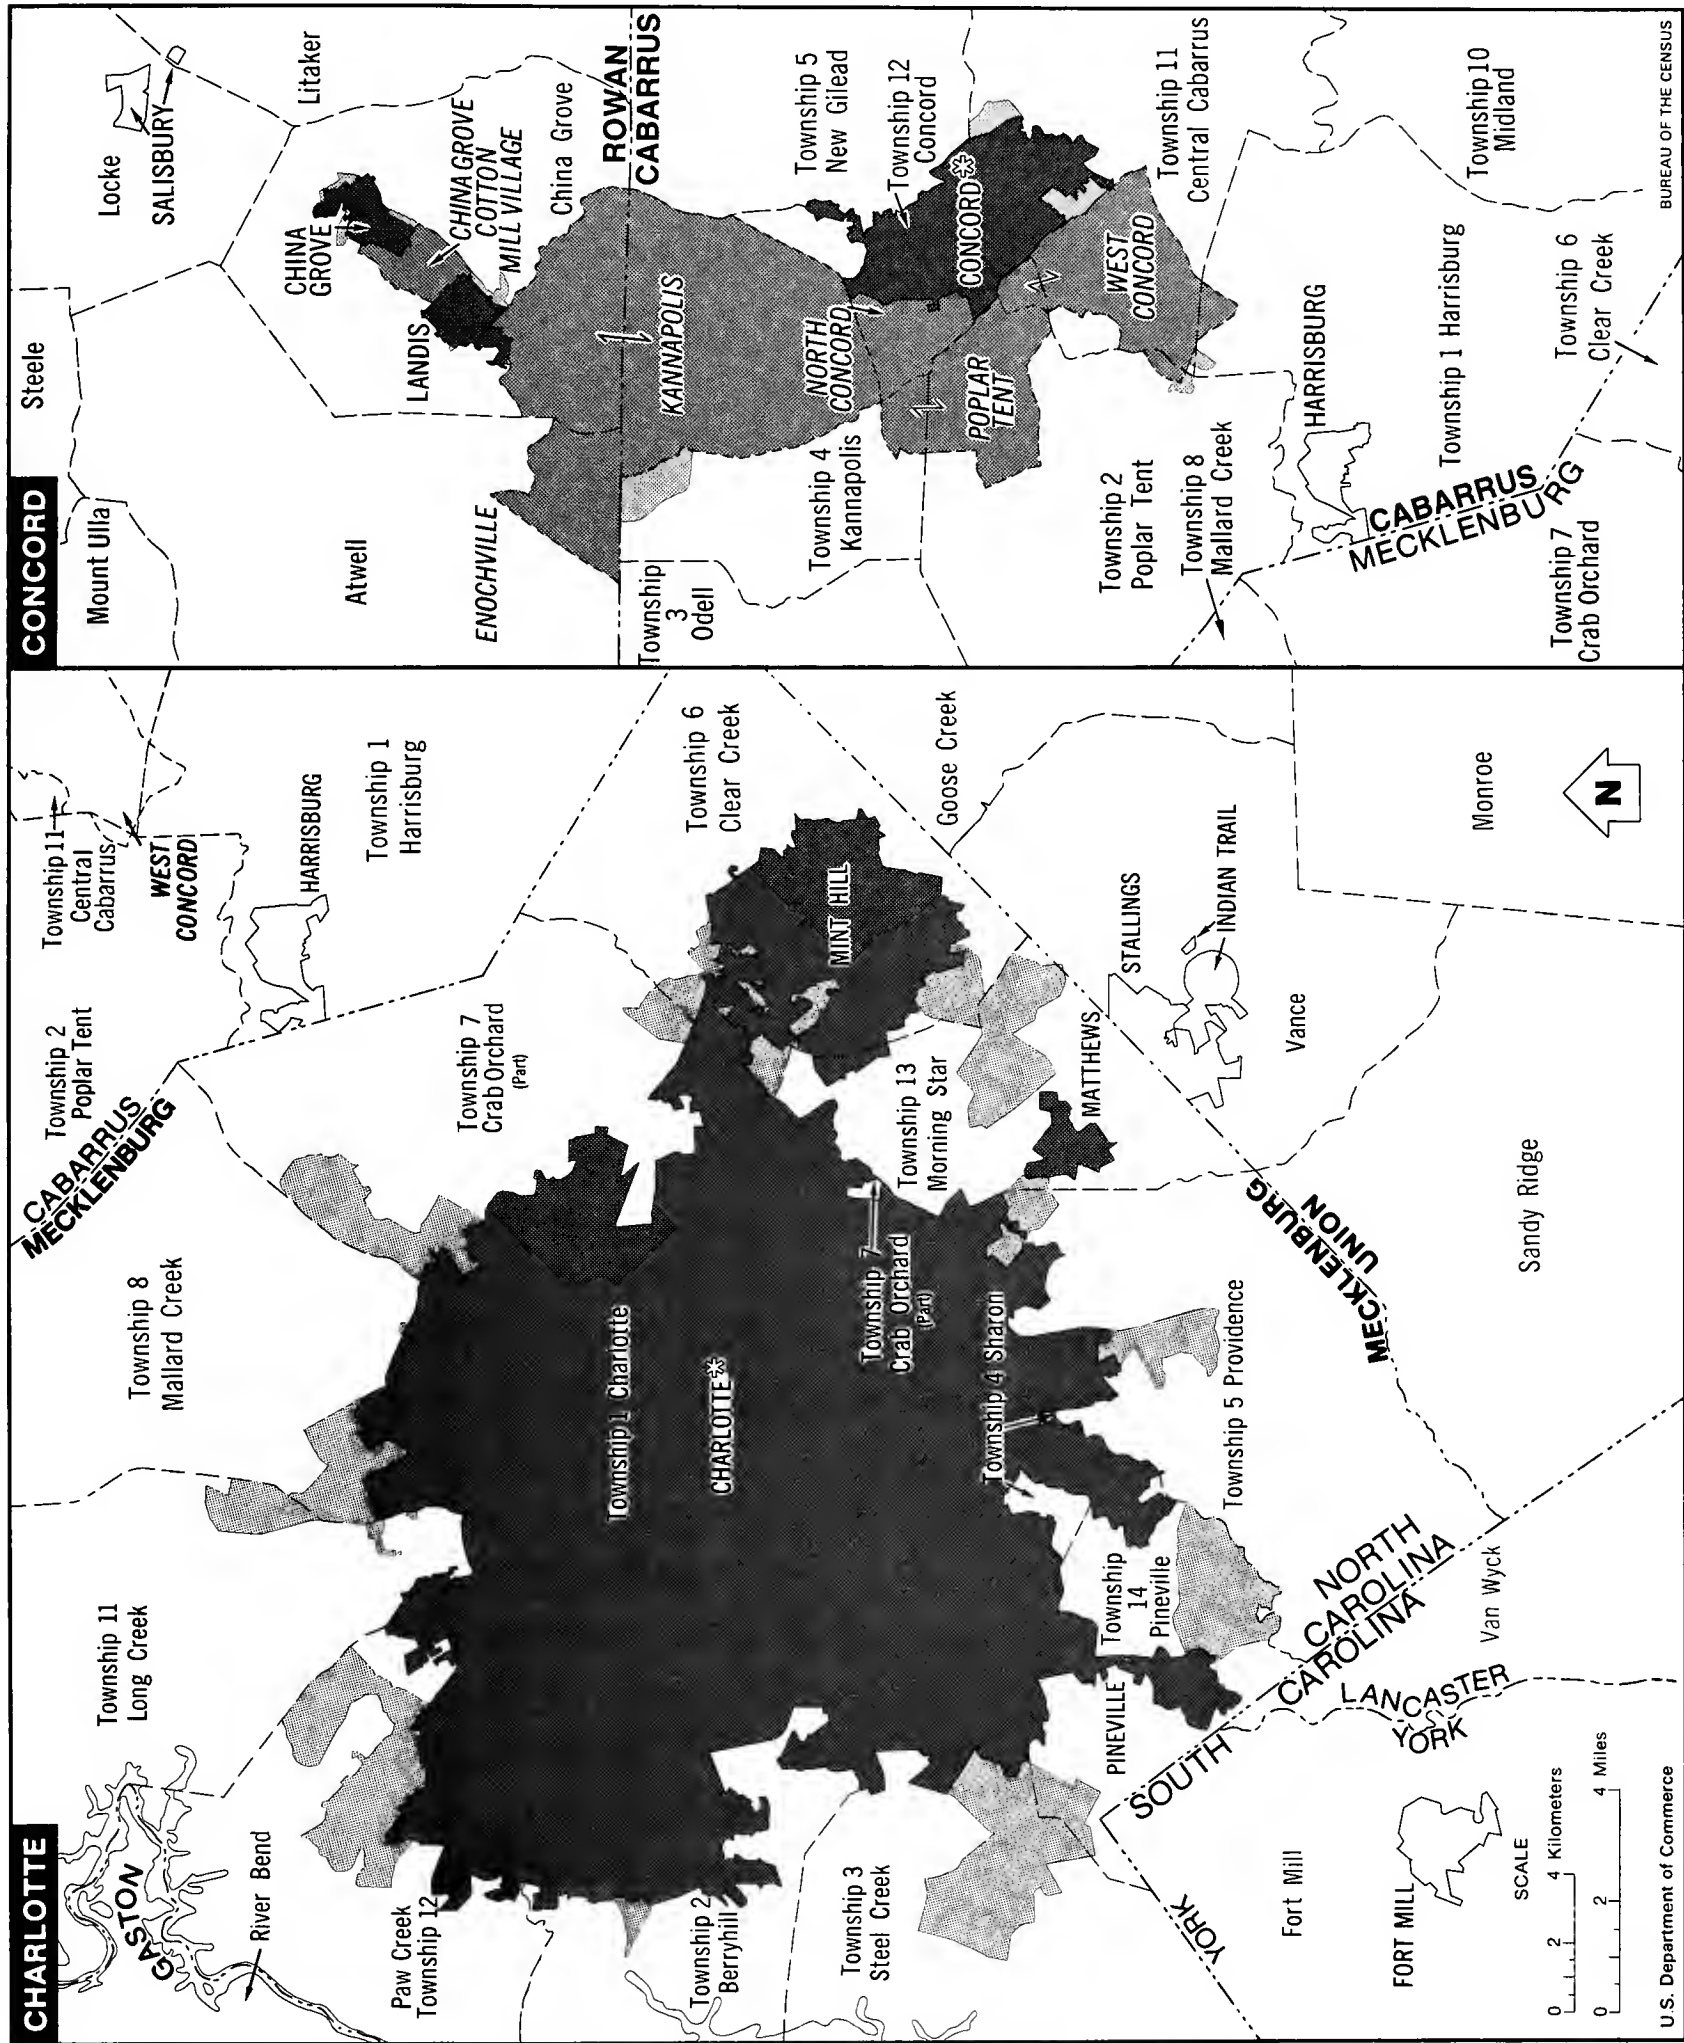 CHARLOTTE
GASTON
River Bend
Township 11
Long Creek
Township 8
Mallard Creek
CABARRUS
MECKLENBURG
Township 2
Poplar Tent
Township 11
Central
Cabarrus
WEST
CONCORD
HARRISBURG
Township 1
Harrisburg
Paw Creek
Township 12
Township 7
Crab Orchard
(Part)
Township 1 Charlotte
CHARLOTTE*
Township 6
Clear Creek
MINT HILL
Goose Creek
Township 2
Berryhill
Township 3
Steel Creek
Township 7
Crab Orchard
(Part)
Township 13
Morning Star
Township 4 Sharon
MATTHEWS
STALLINGS
INDIAN TRAIL
Vance
Monroe
PINEVILLE
Township
14
Pineville
Township 5 Providence
MECKLENBURG
UNION
Sandy Ridge
NORTH
CAROLINA
SOUTH
CAROLINA
YORK
LANCASTER
YORK
Van Wyck
Fort Mill
FORT MILL
SCALE
0 2 4 Kilometers
0 2 4 Miles
N
U.S. Department of Commerce
CONCORD
Mount Ulla
Steele
Locke
SALISBURY
Litaker
Atwell
CHINA
GROVE
CHINA GROVE
COTTON
MILL VILLAGE
LANDIS
China Grove
ENOCHVILLE
ROWAN
CABARRUS
Township
3
Odell
KANNAPOLIS
Township 4
Kannapolis
NORTH
CONCORD
Township 5
New Gilead
Township 12
Concord
CONCORD*
POPLAR
TENT
WEST
CONCORD
Township 11
Central Cabarrus
Township 2
Poplar Tent
Township 8
Mallard Creek
HARRISBURG
Township 1 Harrisburg
Township 10
Midland
CABARRUS
MECKLENBURG
Township 6
Clear Creek
Township 7
Crab Orchard
BUREAU OF THE CENSUS